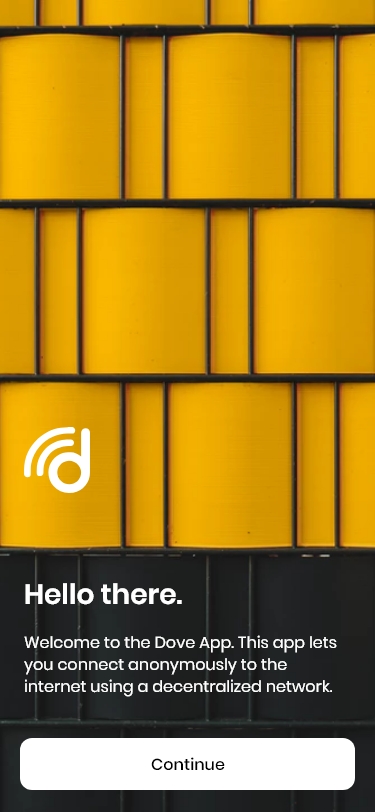 Hello there.
Welcome to the Dove App. This app lets
you connect anonymously to the
internet using a decentralized network.
Continue